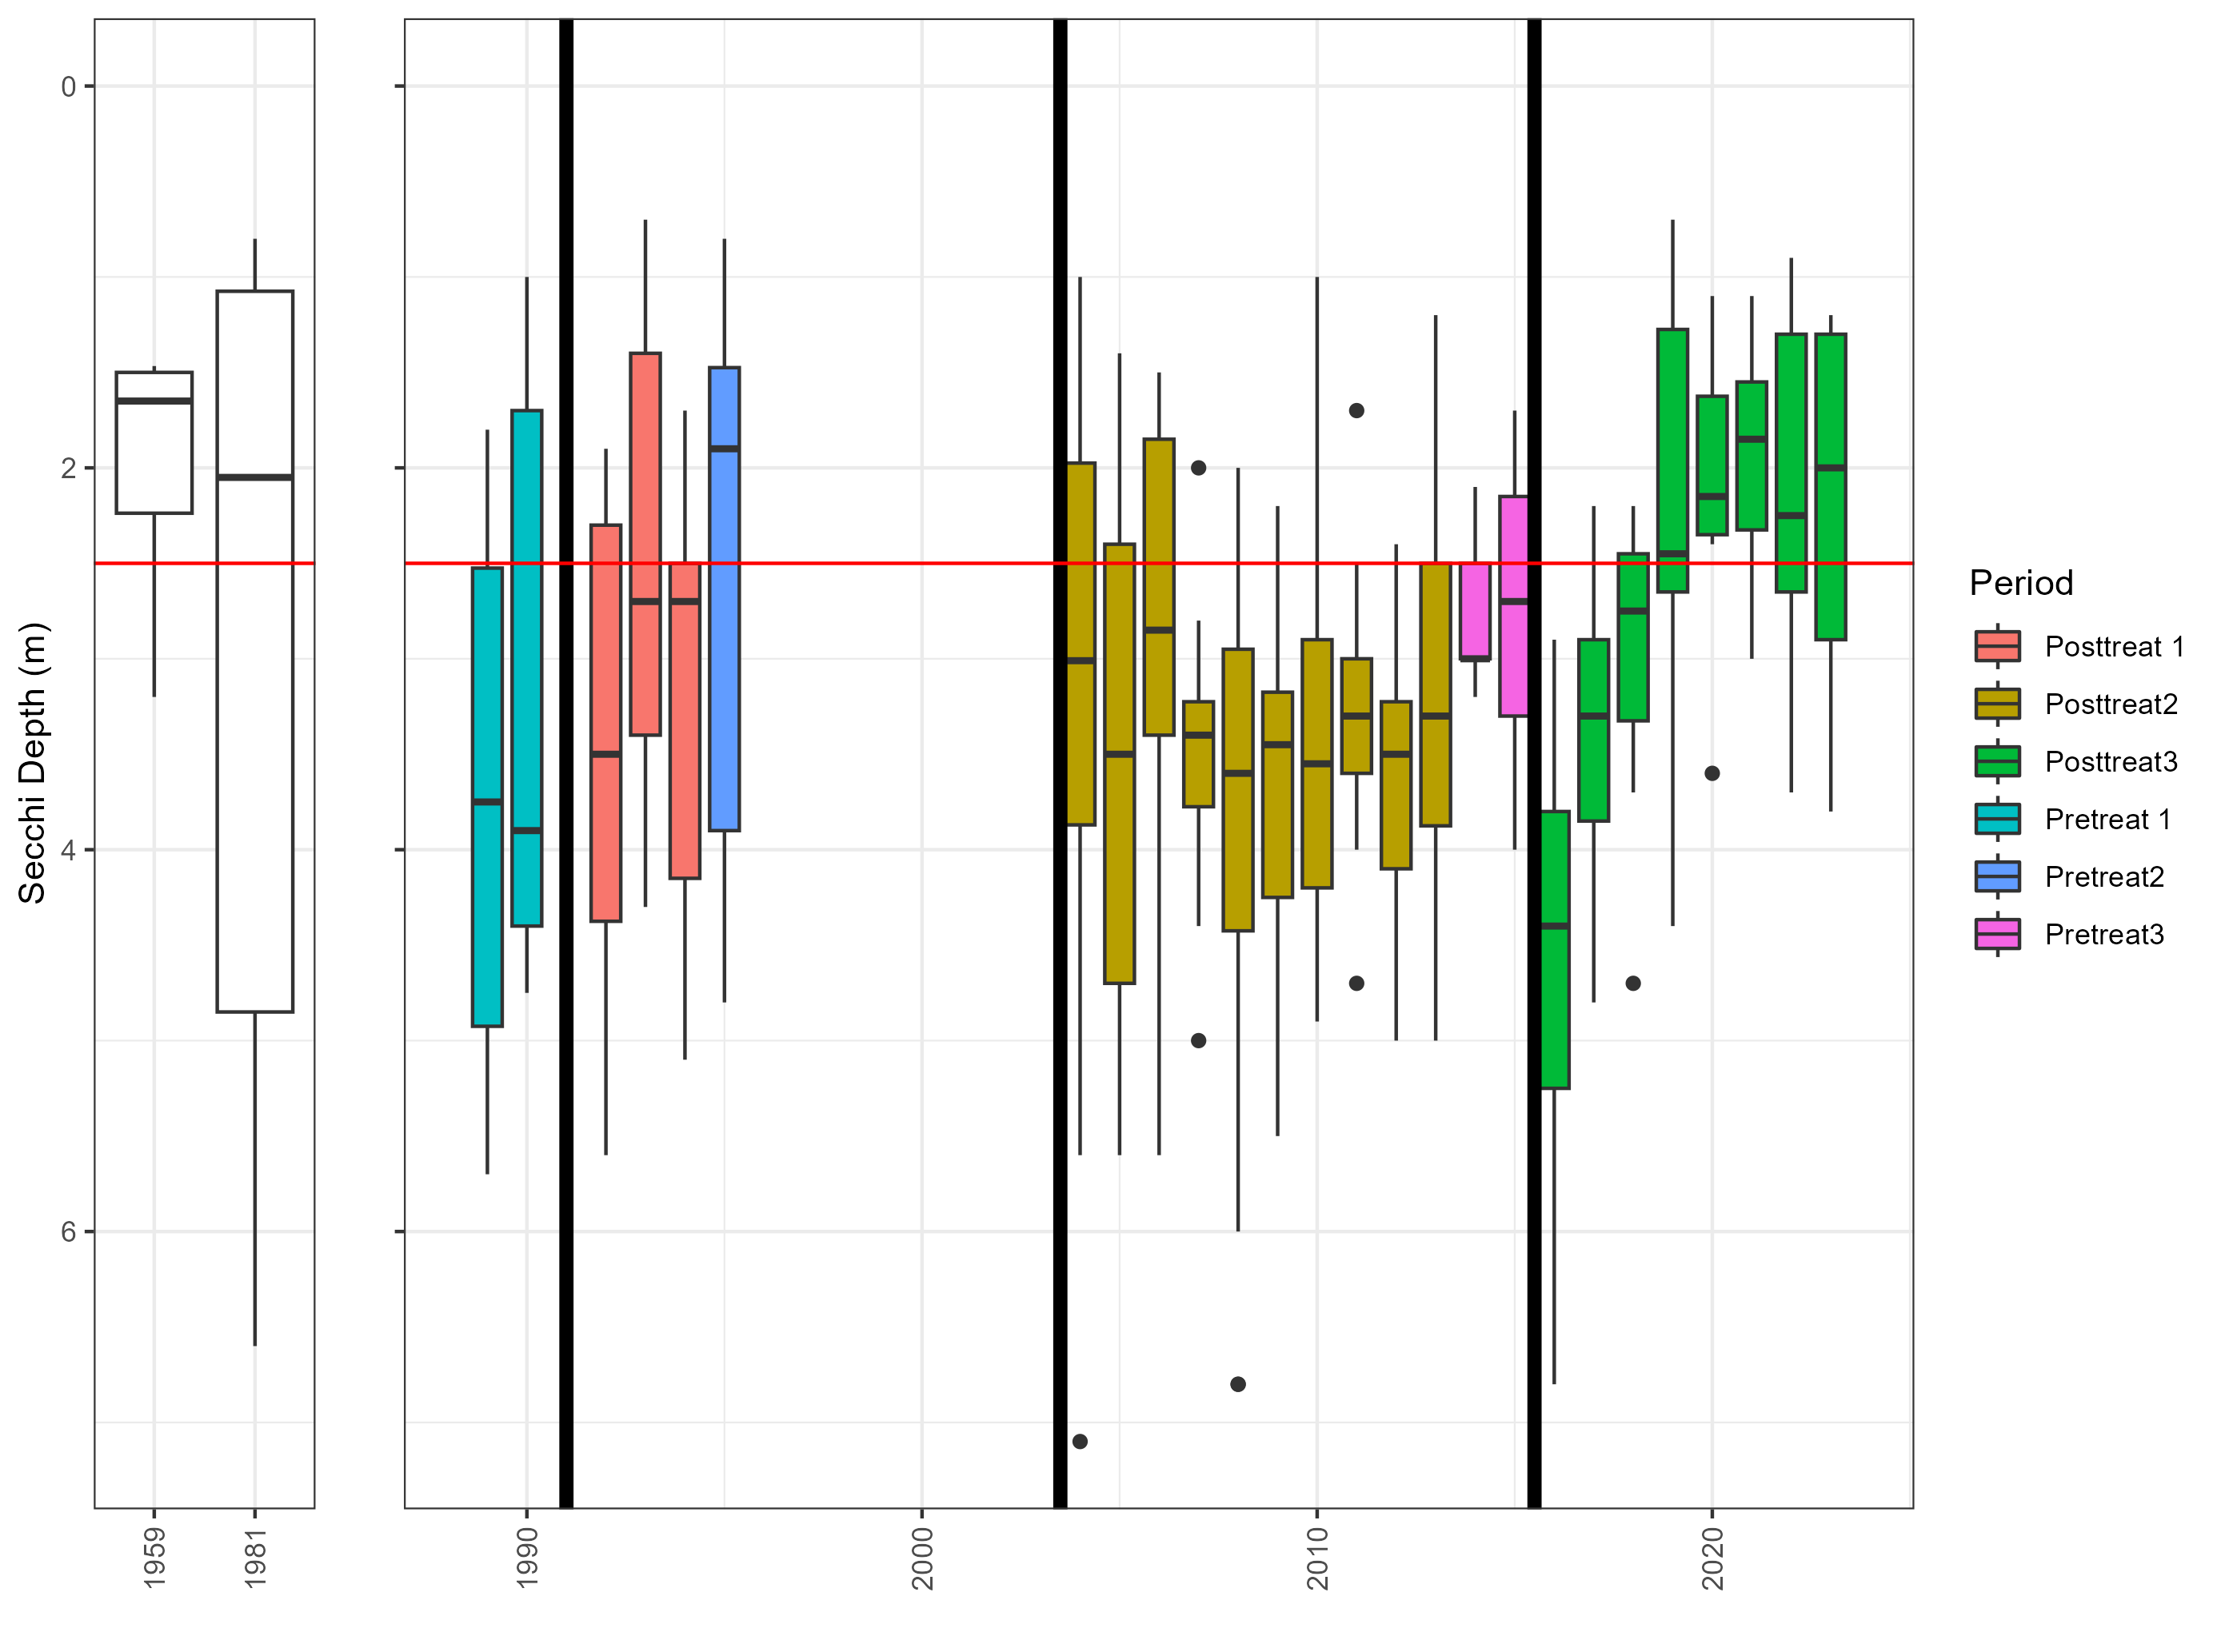 Secchi Depth (m)
0
2
4
6
1959
1981
1990
2000
2010
2020
Period
Posttreat 1
Posttreat2
Posttreat3
Pretreat 1
Pretreat2
Pretreat3